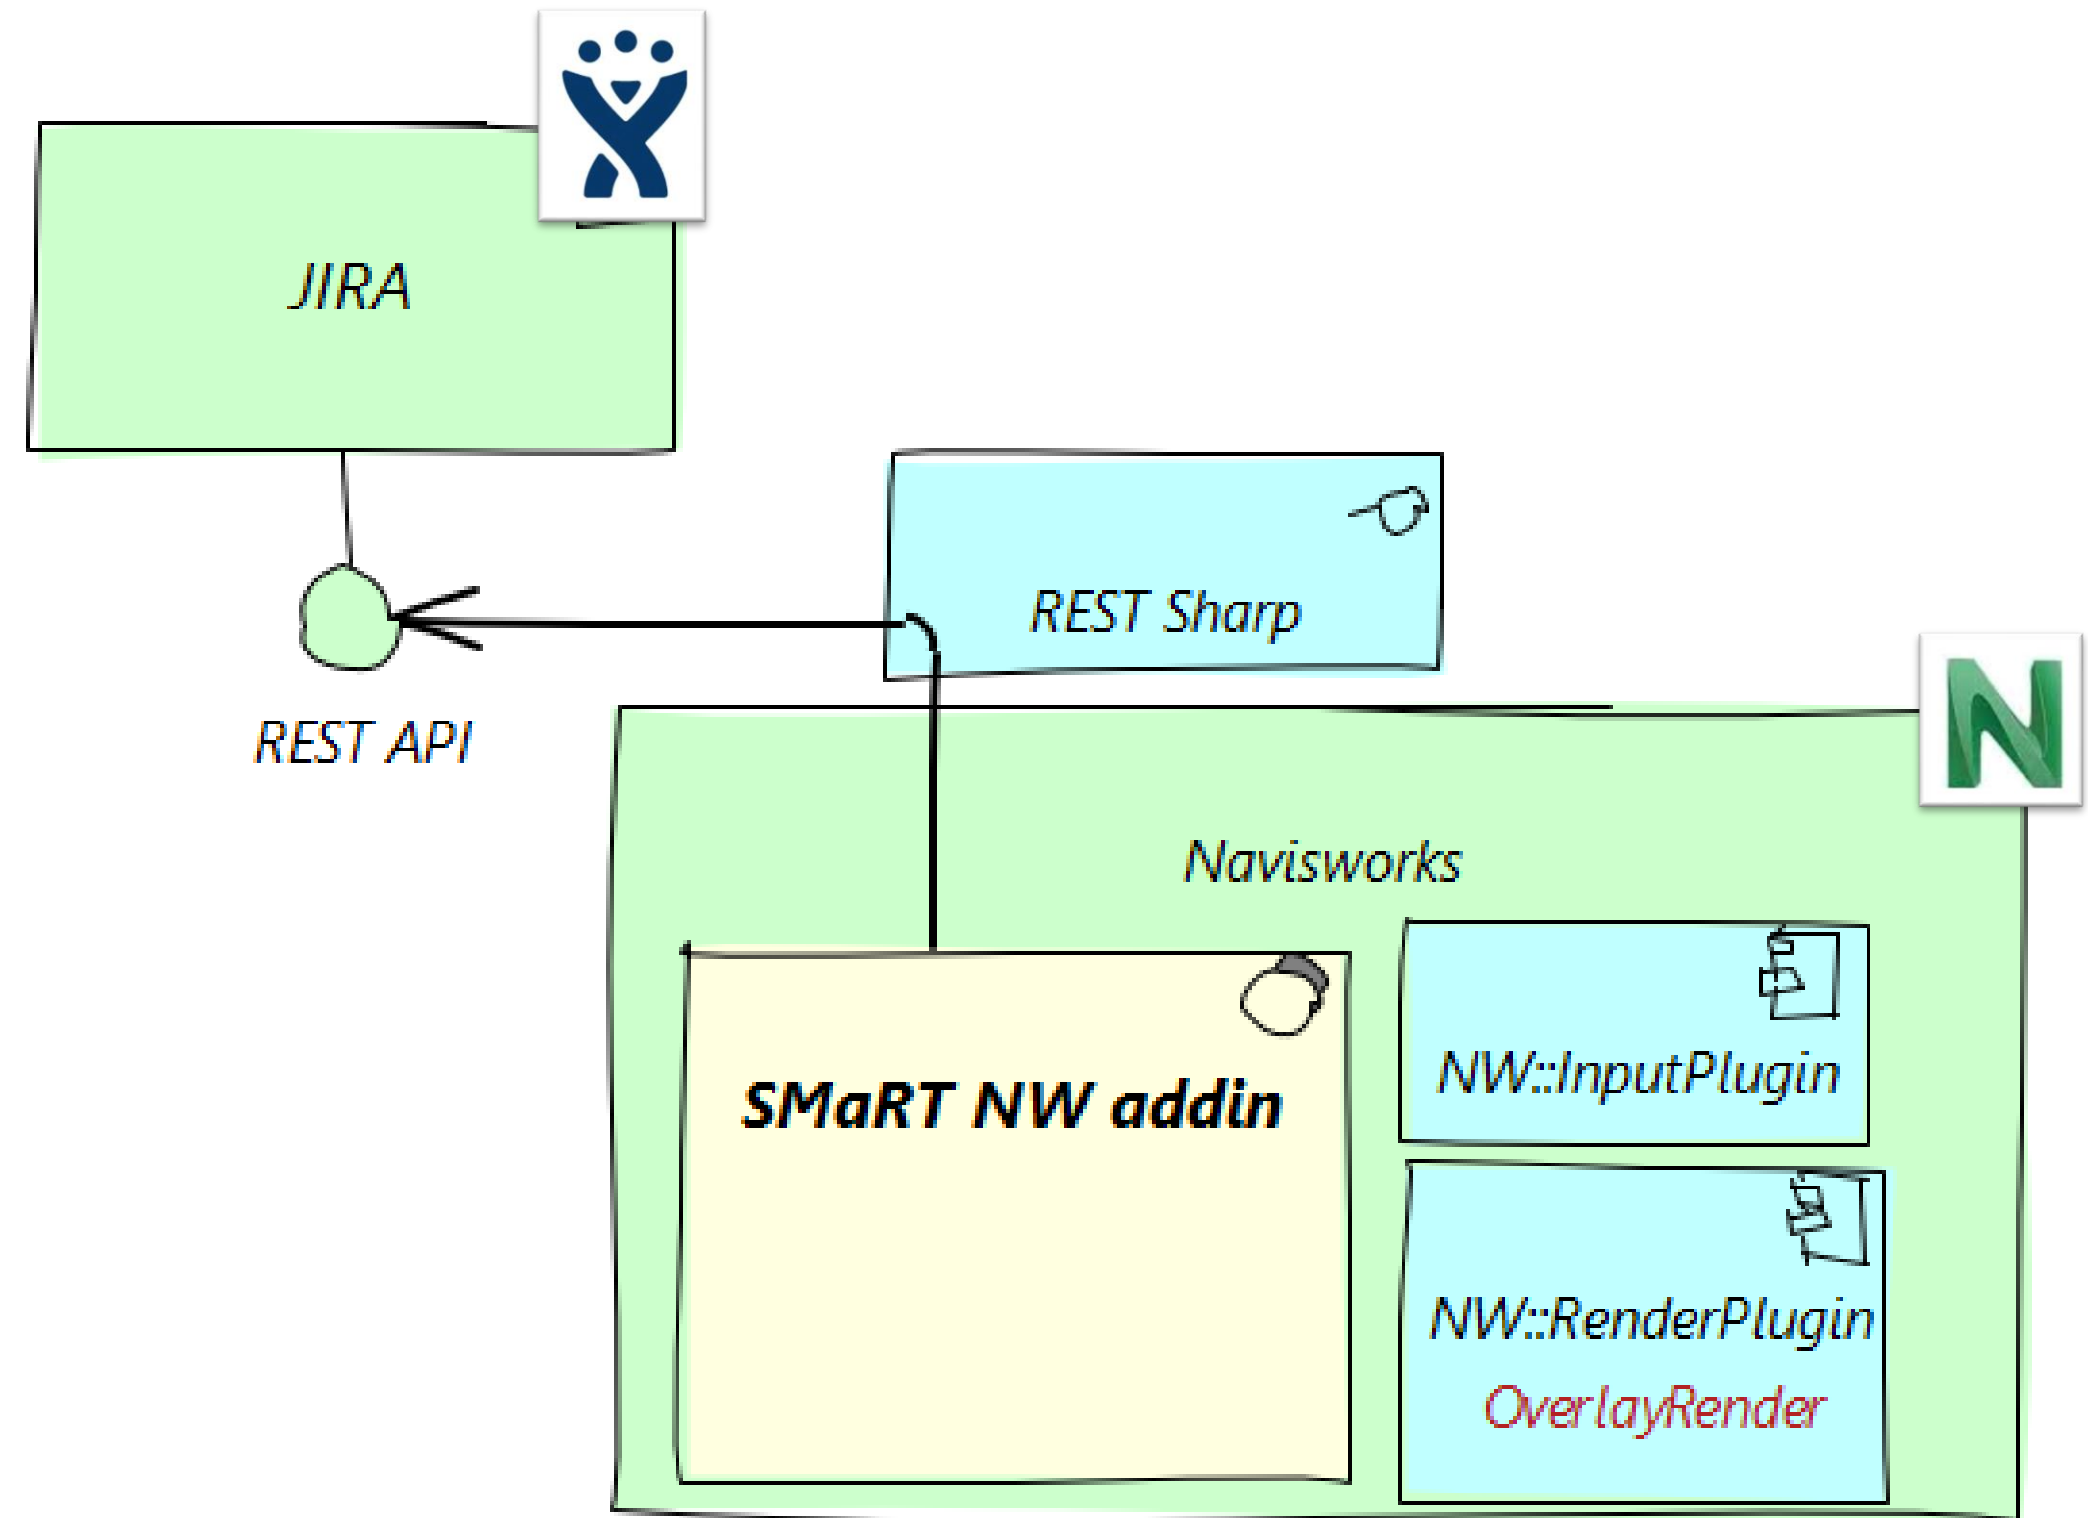 JIRA
REST Sharp
REST API
Navisworks
SMaRT NW addin
NW::InputPlugin
NW::RenderPlugin
OverlayRender